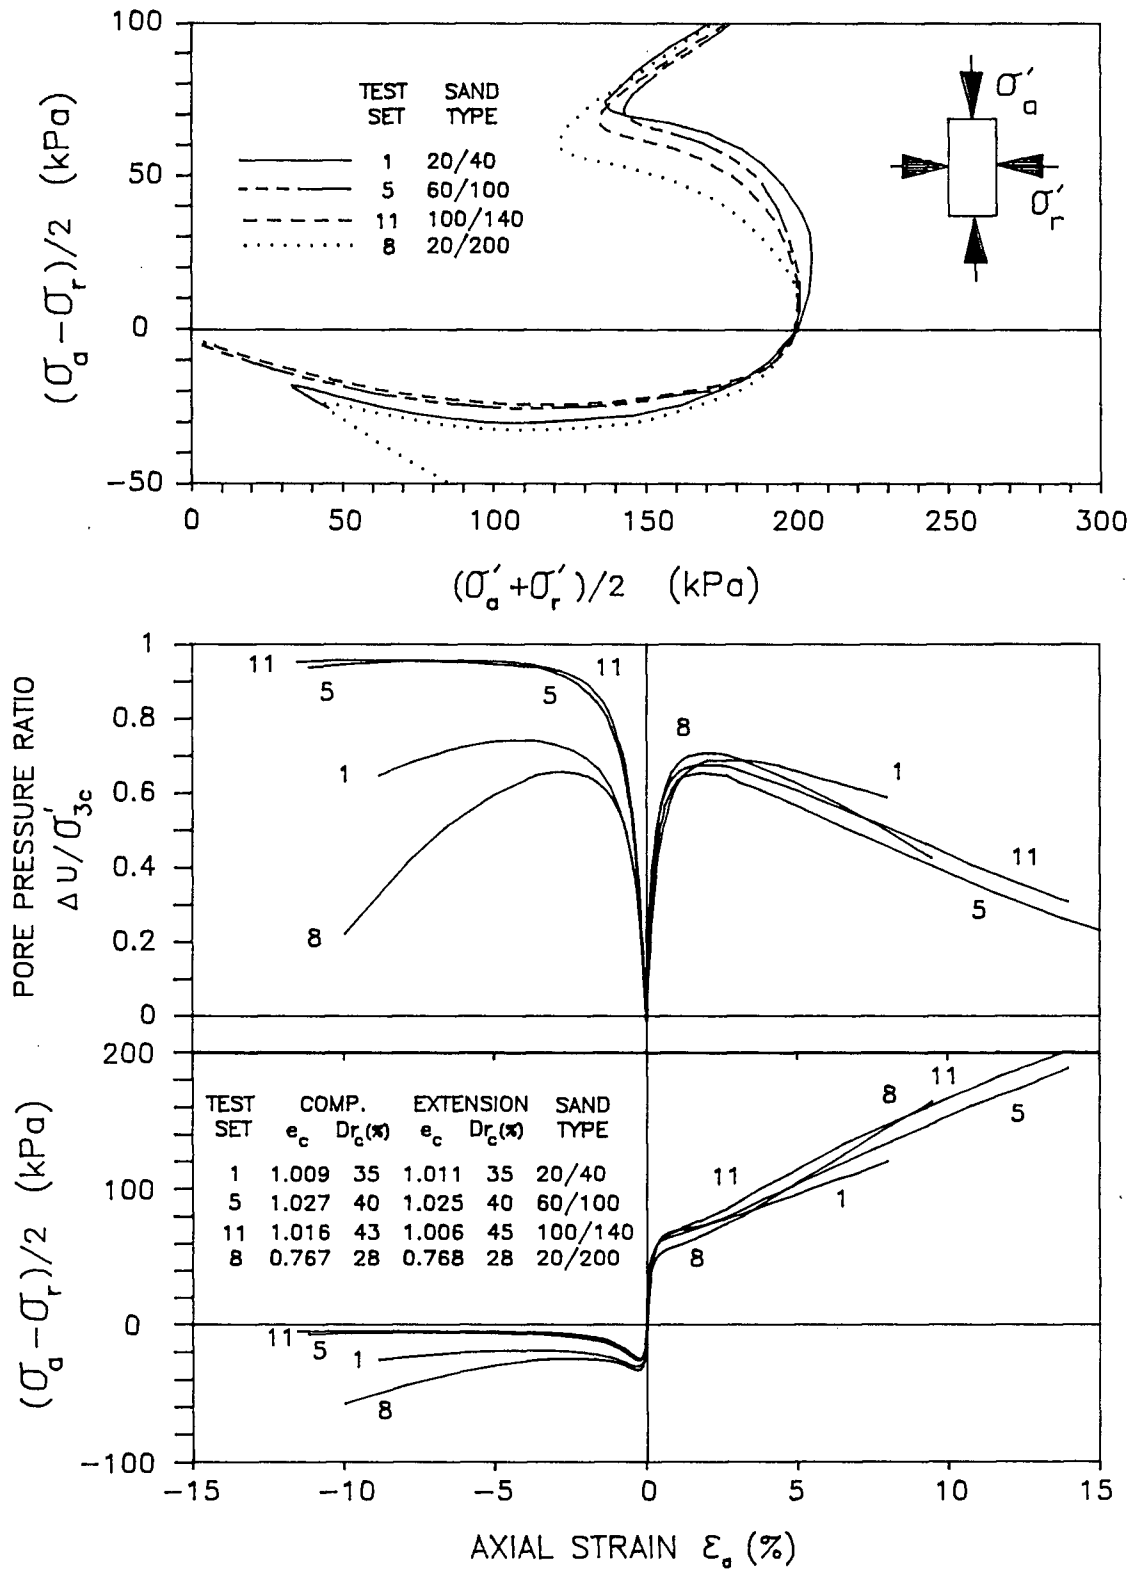 100
50
0
-50
(σa-σr)/2 (kPa)
TEST SAND
SET TYPE
1 20/40
5 60/100
11 100/140
8 20/200
σ'a
σ'r
0 50 100 150 200 250 300
(σ'a+σ'r)/2 (kPa)
PORE PRESSURE RATIO
ΔU/σ'3c
1
0.8
0.6
0.4
0.2
0
11
5
1
8
5
11
8
1
11
5
200
100
0
-100
(σa-σr)/2 (kPa)
TEST COMP. EXTENSION SAND
SET ec Drc(%) ec Drc(%) TYPE
1 1.009 35 1.011 35 20/40
5 1.027 40 1.025 40 60/100
11 1.016 43 1.006 45 100/140
8 0.767 28 0.768 28 20/200
8
11
5
11
1
8
11
5
1
8
-15 -10 -5 0 5 10 15
AXIAL STRAIN εa (%)